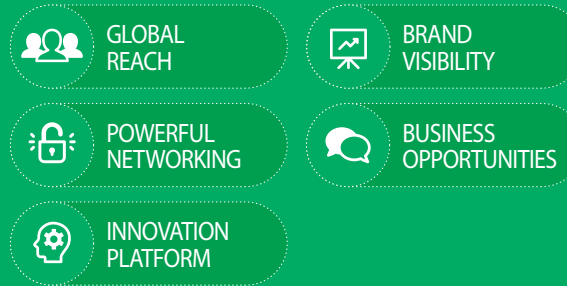 GLOBAL
REACH
BRAND
VISIBILITY
POWERFUL
NETWORKING
BUSINESS
OPPORTUNITIES
INNOVATION
PLATFORM